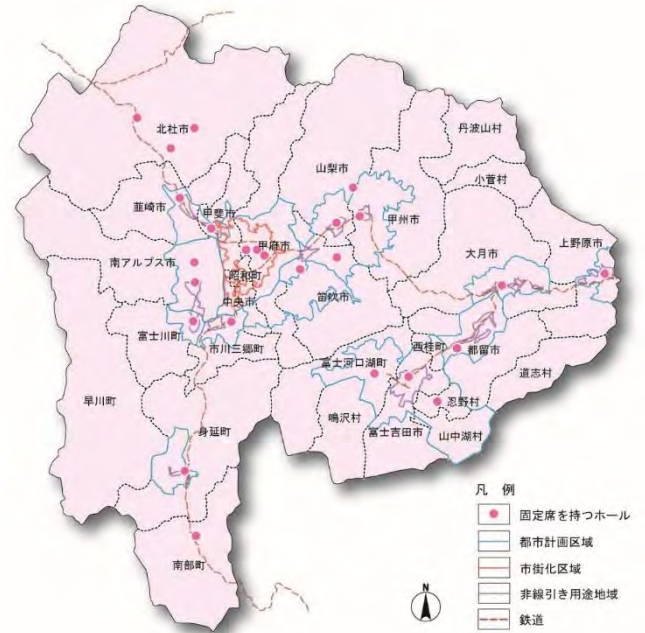 北杜市
丹波山村
山梨市
小菅村
韮崎市
甲斐市
甲州市
甲府市
上野原市
大月市
南アルプス市
昭和町
笛吹市
中央市
富士川町
市川三郷町
西桂町
都留市
富士河口湖町
道志村
早川町
忍野村
鳴沢村
身延町
富士吉田市
山中湖村
南部町
N
凡 例
固定席を持つホール
都市計画区域
市街化区域
非線引き用途地域
鉄道